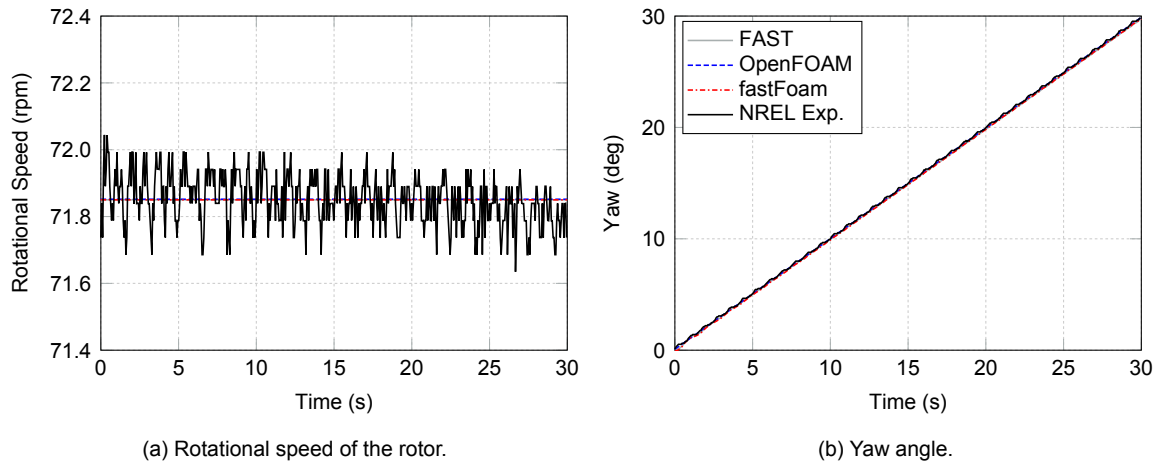 72.4
72.2
72.0
71.8
71.6
71.4
Rotational Speed (rpm)
0 5 10 15 20 25 30
Time (s)
(a) Rotational speed of the rotor.
30
20
10
0
Yaw (deg)
FAST
OpenFOAM
fastFoam
NREL Exp.
0 5 10 15 20 25 30
Time (s)
(b) Yaw angle.